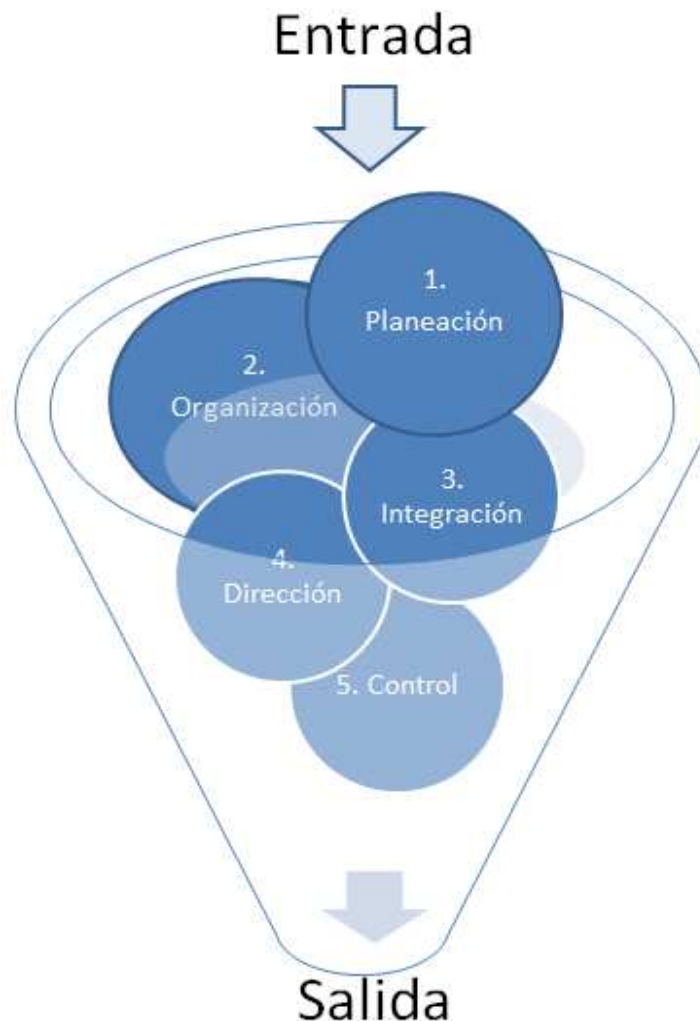 Entrada
1.
Planeación
2.
Organización
3.
Integración
4.
Dirección
5. Control
Salida